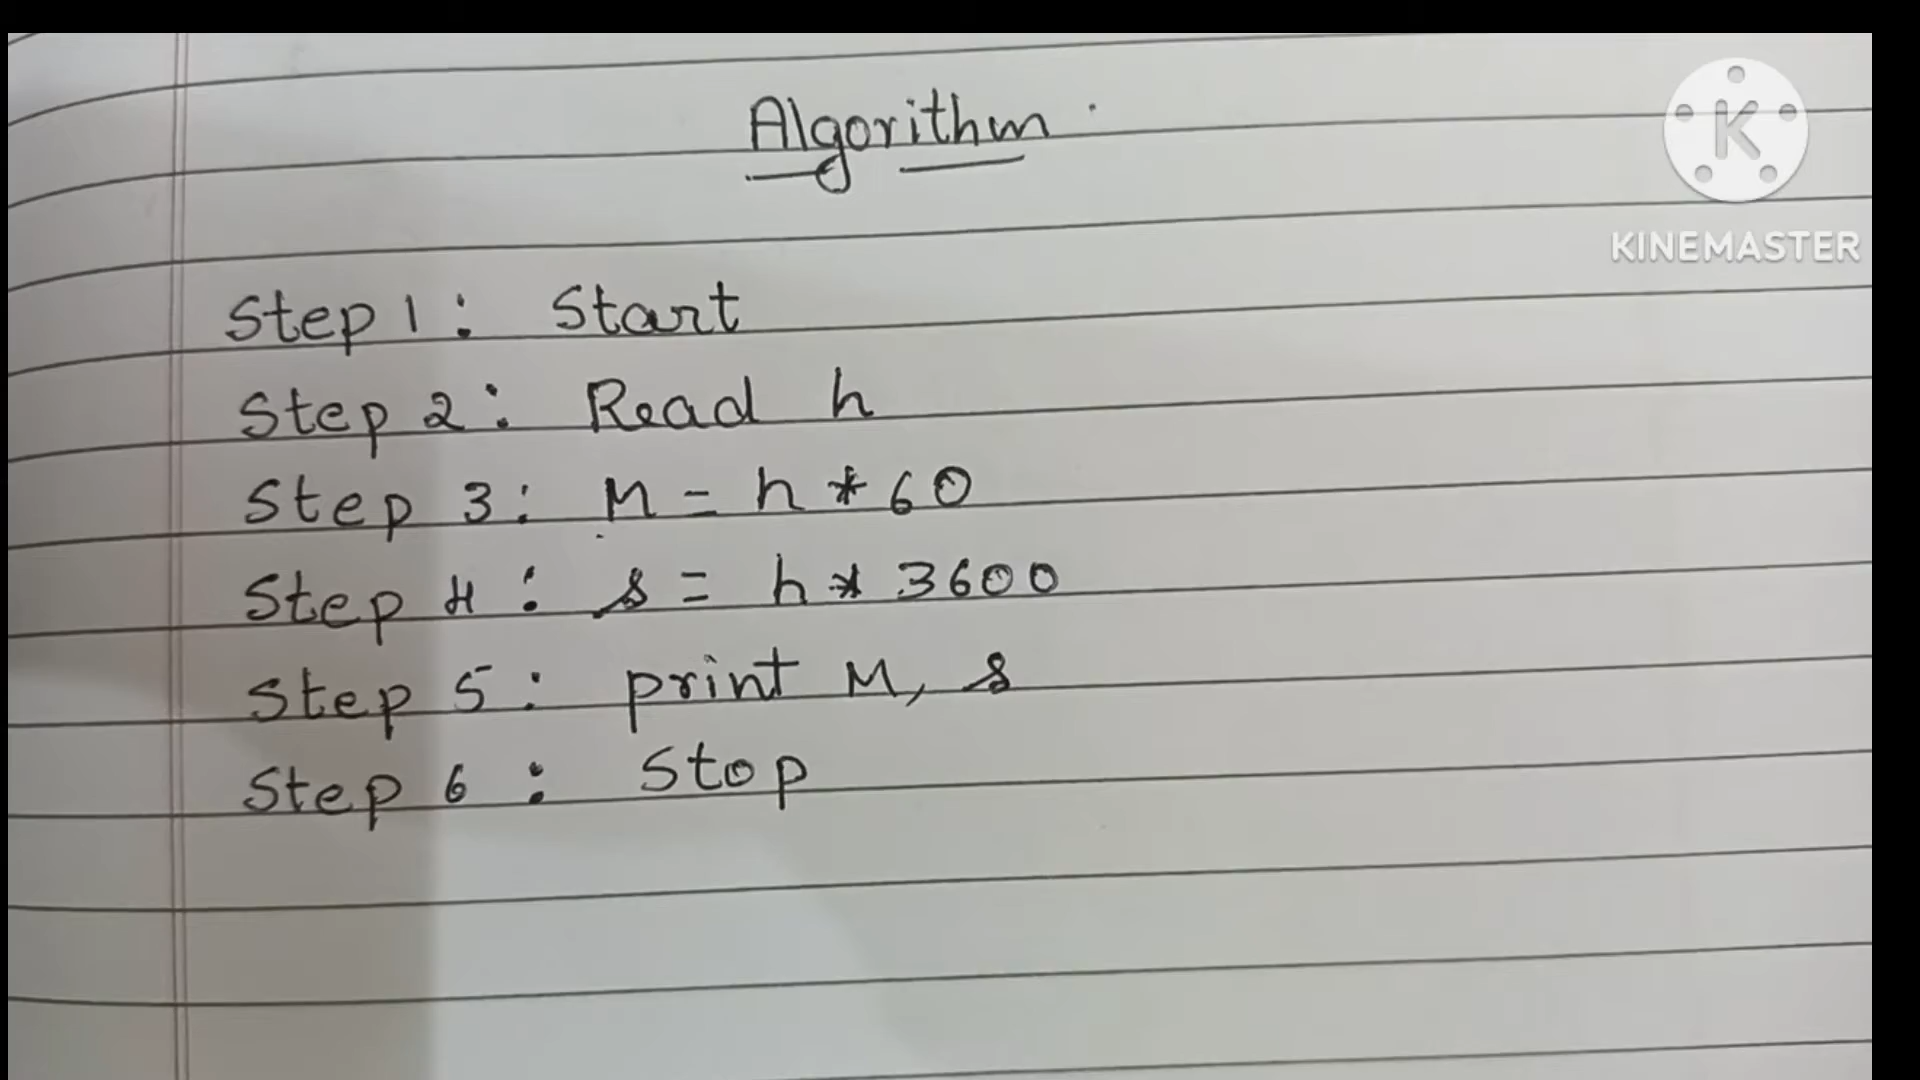 Algorithm
KINEMASTER
Step 1: Start
Step 2: Read h
Step 3: M = h * 60
Step 4: s = h * 3600
Step 5: print M, s
Step 6: Stop